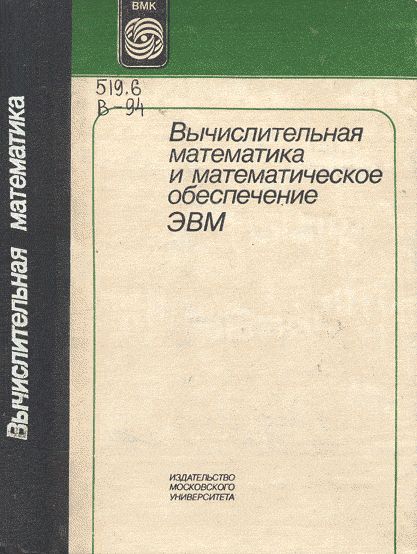 ВМК
519.6
В-94
Вычислительная
математика
и математическое
обеспечение
ЭВМ
ИЗДАТЕЛЬСТВО
МОСКОВСКОГО
УНИВЕРСИТЕТА
Вычислительная математика